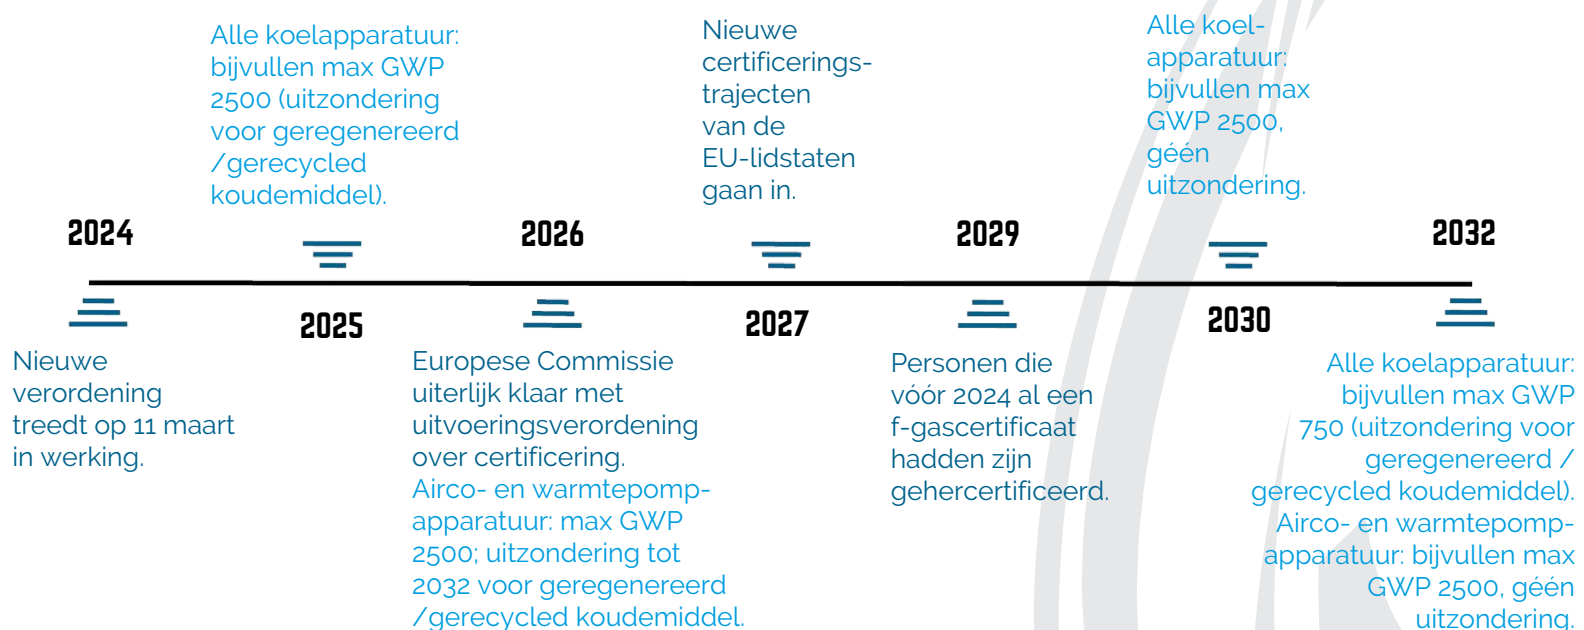 2024
Nieuwe
verordening
treedt op 11 maart
in werking.
Alle koelapparatuur:
bijvullen max GWP
2500 (uitzondering
voor geregenereerd
/gerecycled
koudemiddel).
2025
2026
Europese Commissie
uiterlijk klaar met
uitvoeringsverordening
over certificering.
Airco- en warmtepomp-
apparatuur: max GWP
2500; uitzondering tot
2032 voor geregenereerd
/gerecycled koudemiddel.
Nieuwe
certificerings-
trajecten
van de
EU-lidstaten
gaan in.
2027
2029
Personen die
vóór 2024 al een
f-gascertificaat
hadden zijn
gehercertificeerd.
Alle koel-
apparatuur:
bijvullen max
GWP 2500,
géén
uitzondering.
2030
2032
Alle koelapparatuur:
bijvullen max GWP
750 (uitzondering voor
geregenereerd /
gerecycled koudemiddel).
Airco- en warmtepomp-
apparatuur: bijvullen max
GWP 2500, géén
uitzondering.